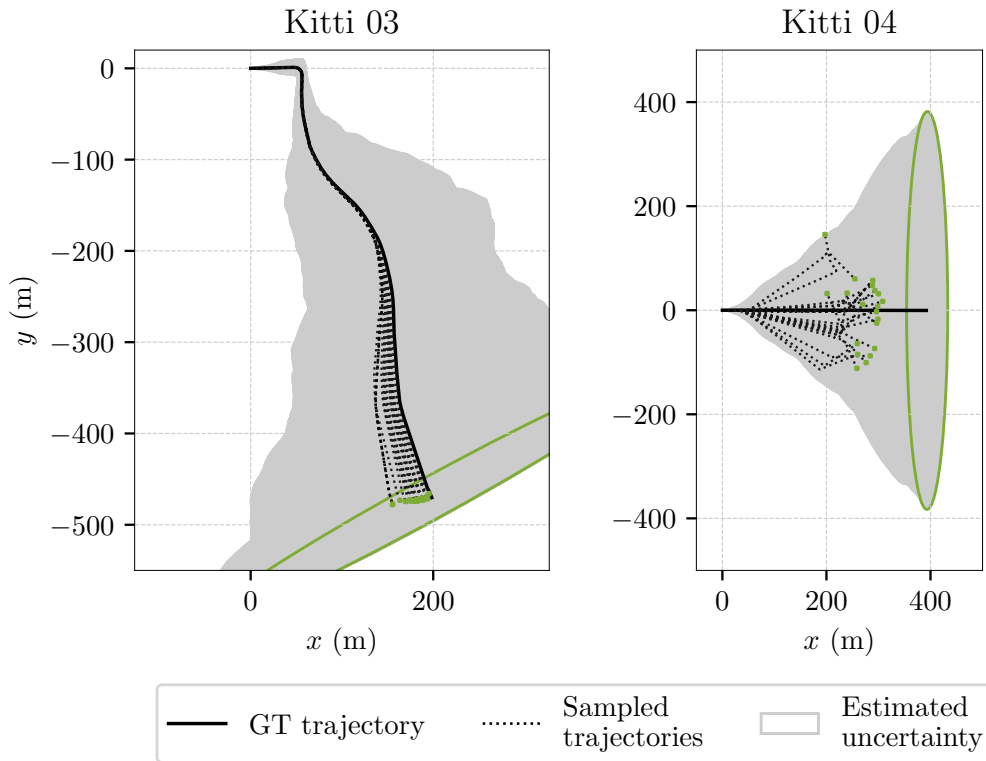 Kitti 03
Kitti 04
0
−100
−200
−300
−400
−500
y (m)
0
200
x (m)
400
200
0
−200
−400
0
200
400
x (m)
GT trajectory
Sampled
trajectories
Estimated
uncertainty